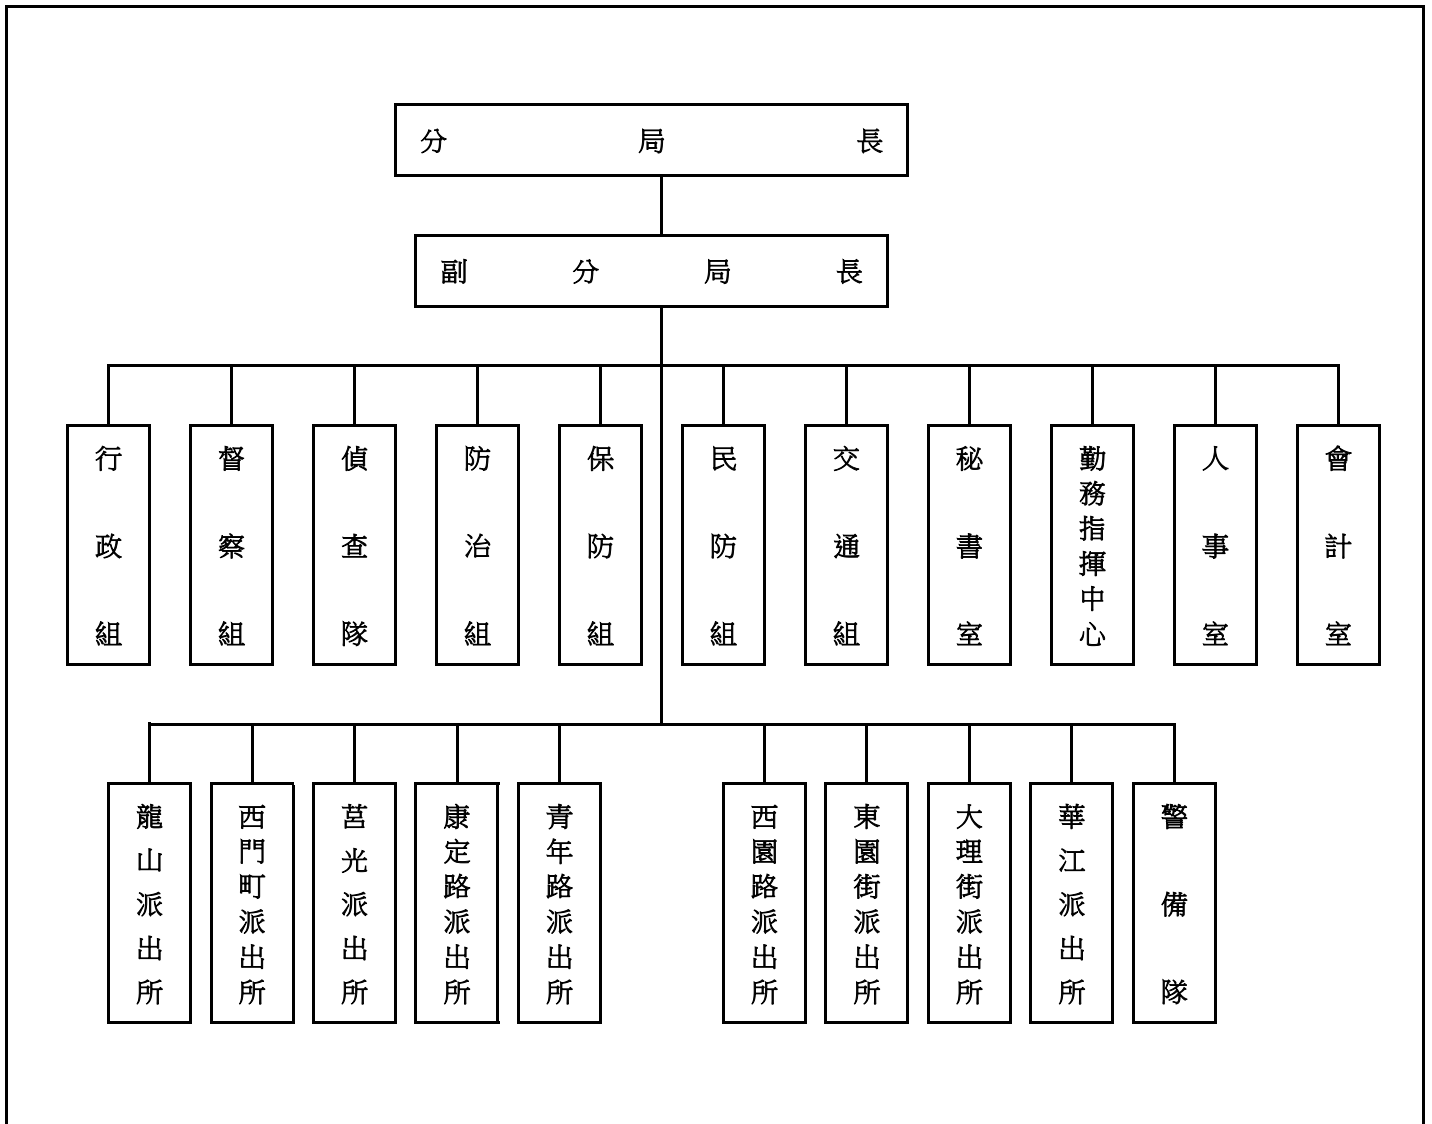 分局長
副分局長
行政組
督察組
偵查隊
防治組
保防組
民防組
交通組
秘書室
勤務指揮中心
人事室
會計室
龍山派出所
西門町派出所
莒光派出所
康定路派出所
青年路派出所
西園路派出所
東園街派出所
大理街派出所
華江派出所
警備隊